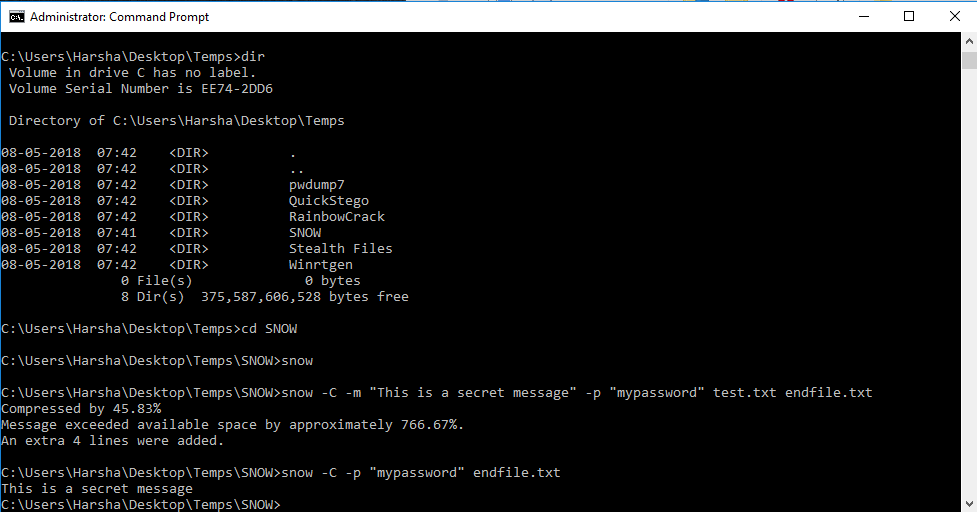 Administrator: Command Prompt
C:\Users\Harsha\Desktop\Temps>dir
 Volume in drive C has no label.
 Volume Serial Number is EE74-2DD6
 Directory of C:\Users\Harsha\Desktop\Temps
08-05-2018  07:42    <DIR>          .
08-05-2018  07:42    <DIR>          ..
08-05-2018  07:42    <DIR>          pwdump7
08-05-2018  07:42    <DIR>          QuickStego
08-05-2018  07:42    <DIR>          RainbowCrack
08-05-2018  07:41    <DIR>          SNOW
08-05-2018  07:42    <DIR>          Stealth Files
08-05-2018  07:42    <DIR>          Winrtgen
               0 File(s)              0 bytes
               8 Dir(s)  375,587,606,528 bytes free
C:\Users\Harsha\Desktop\Temps>cd SNOW
C:\Users\Harsha\Desktop\Temps\SNOW>snow
C:\Users\Harsha\Desktop\Temps\SNOW>snow -C -m "This is a secret message" -p "mypassword" test.txt endfile.txt
Compressed by 45.83%
Message exceeded available space by approximately 766.67%.
An extra 4 lines were added.
C:\Users\Harsha\Desktop\Temps\SNOW>snow -C -p "mypassword" endfile.txt
This is a secret message
C:\Users\Harsha\Desktop\Temps\SNOW>